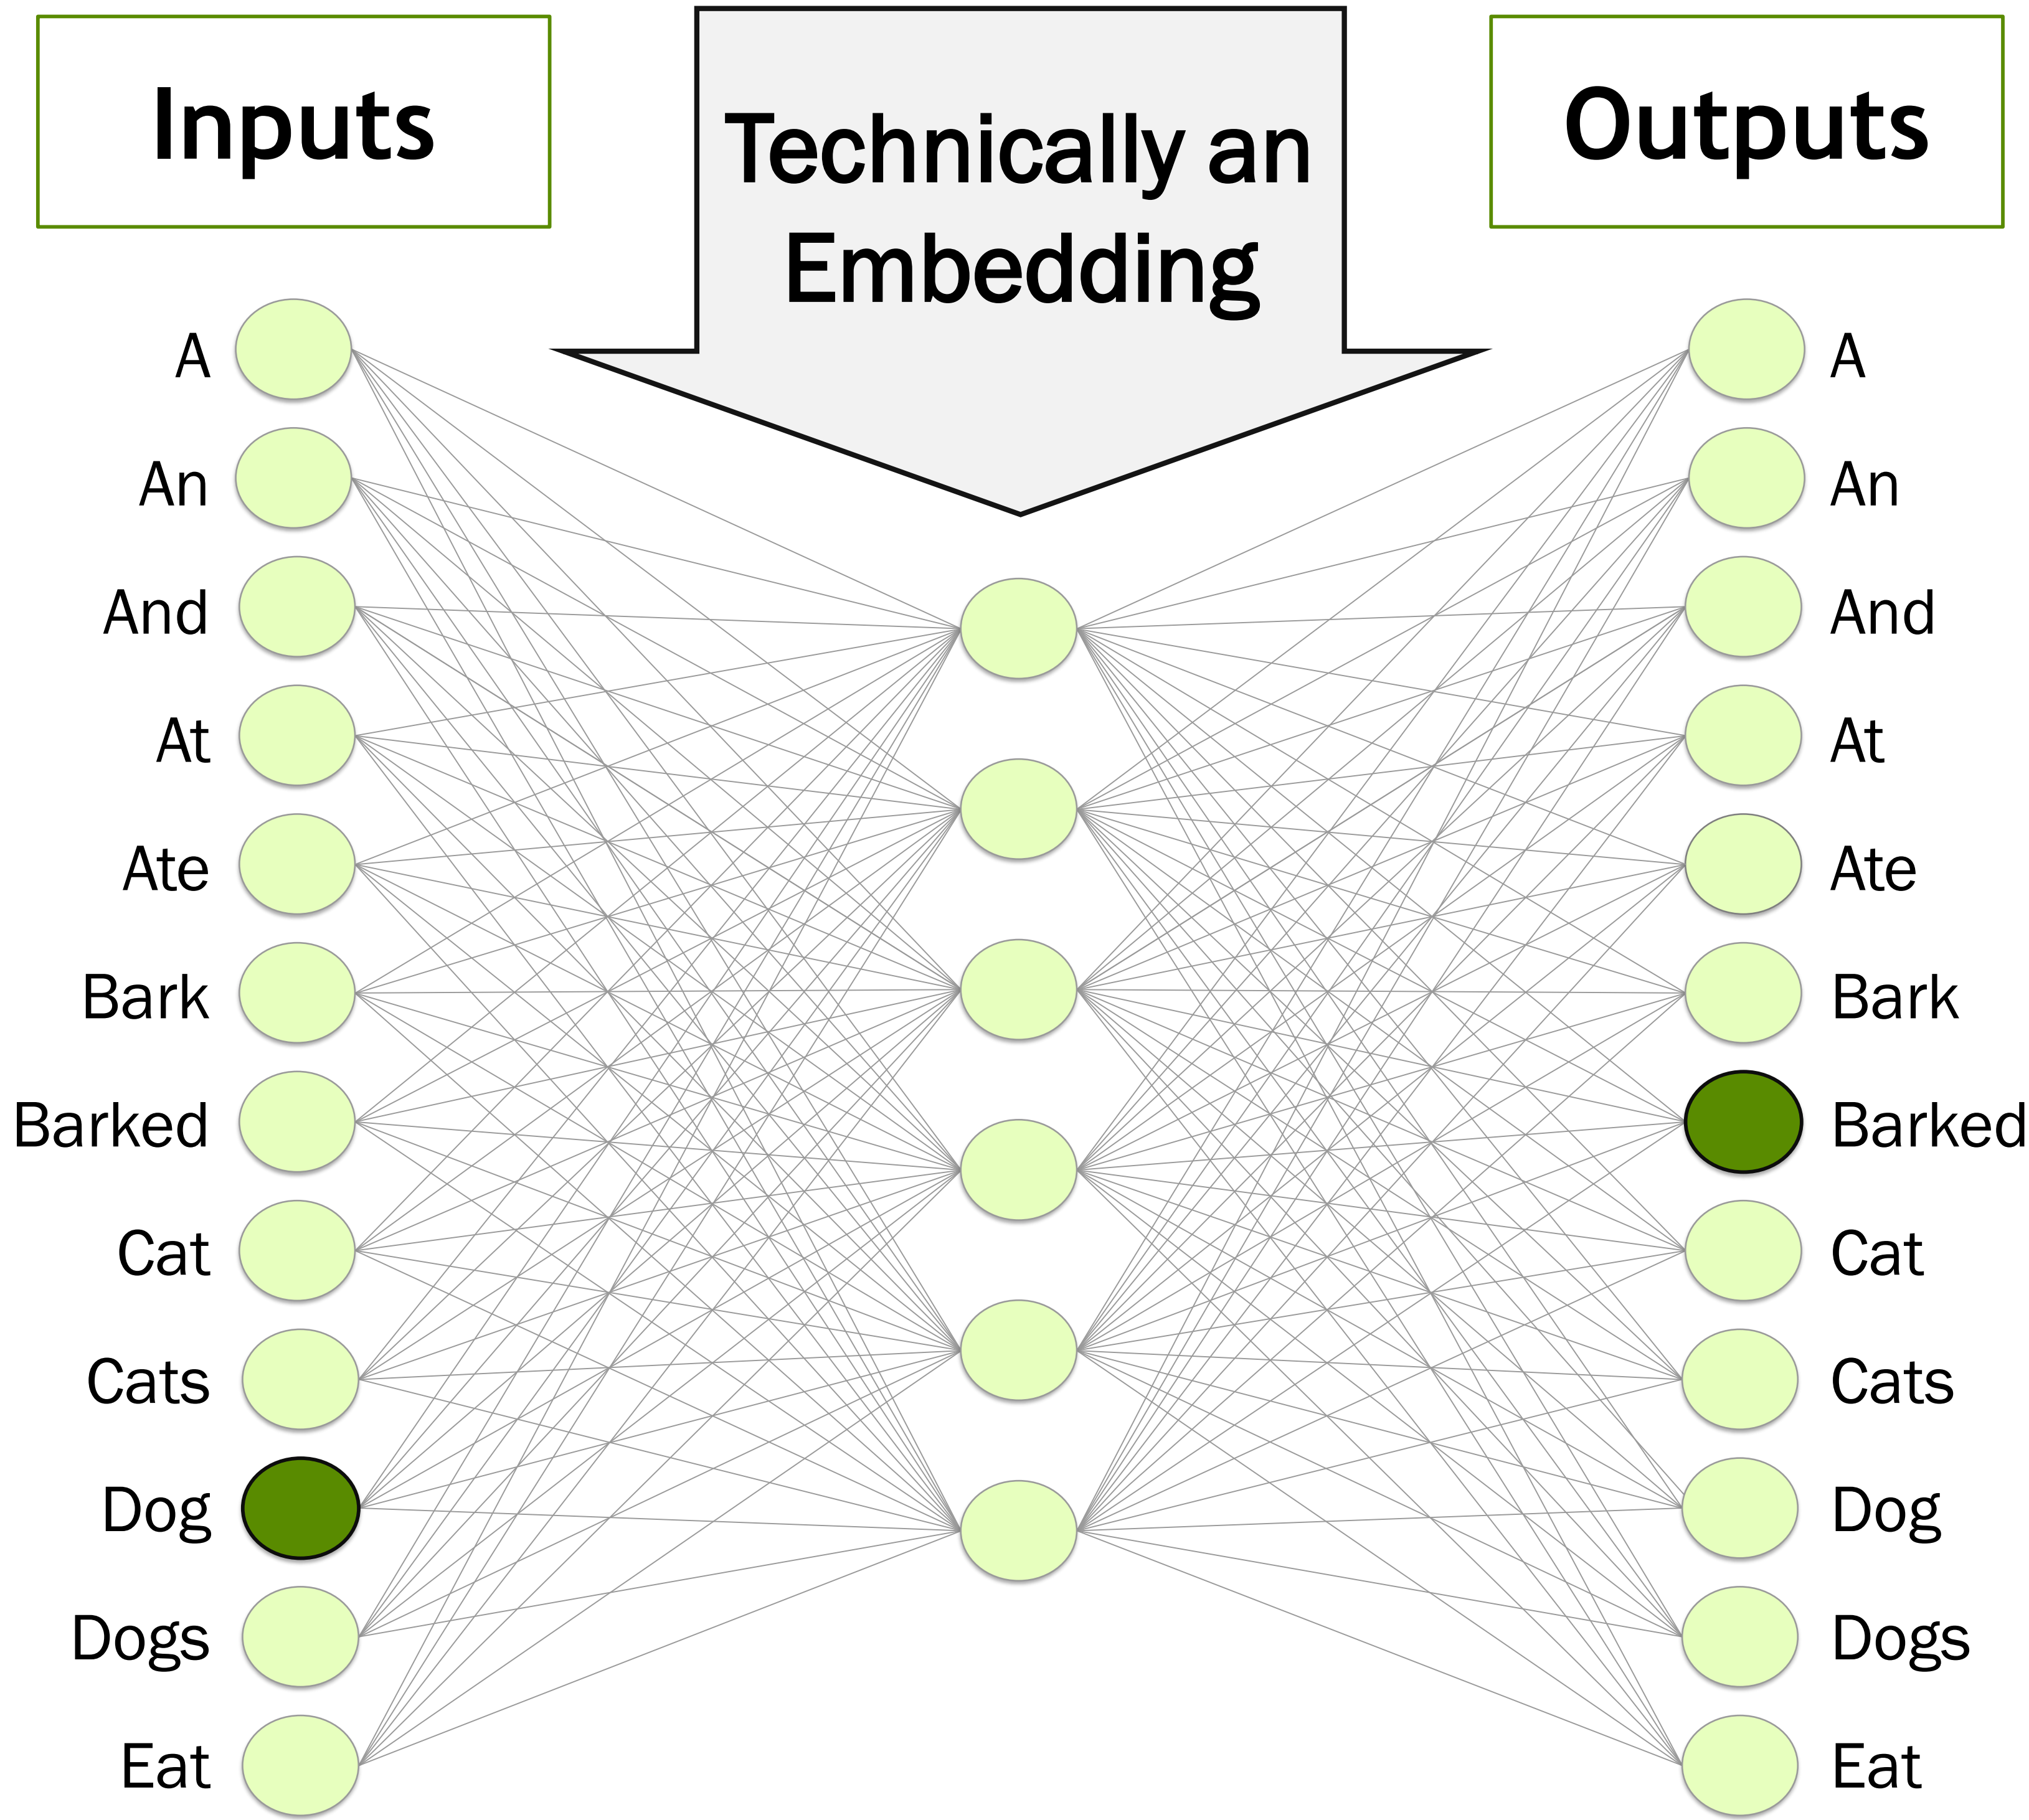 Inputs
Technically an
Embedding
Outputs
A
An
And
At
Ate
Bark
Barked
Cat
Cats
Dog
Dogs
Eat
A
An
And
At
Ate
Bark
Barked
Cat
Cats
Dog
Dogs
Eat